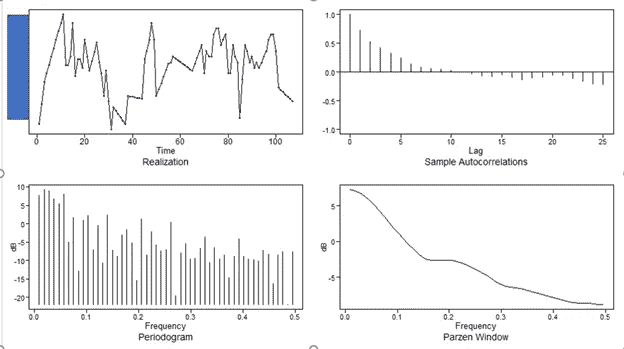 0 20 40 60 80 100
Time
Realization
1.0
0.5
0.0
-0.5
-1.0
0 5 10 15 20 25
Lag
Sample Autocorrelations
10
5
0
-5
-10
-15
-20
dB
0.0 0.1 0.2 0.3 0.4 0.5
Frequency
Periodogram
5
0
-5
dB
0.0 0.1 0.2 0.3 0.4 0.5
Frequency
Parzen Window